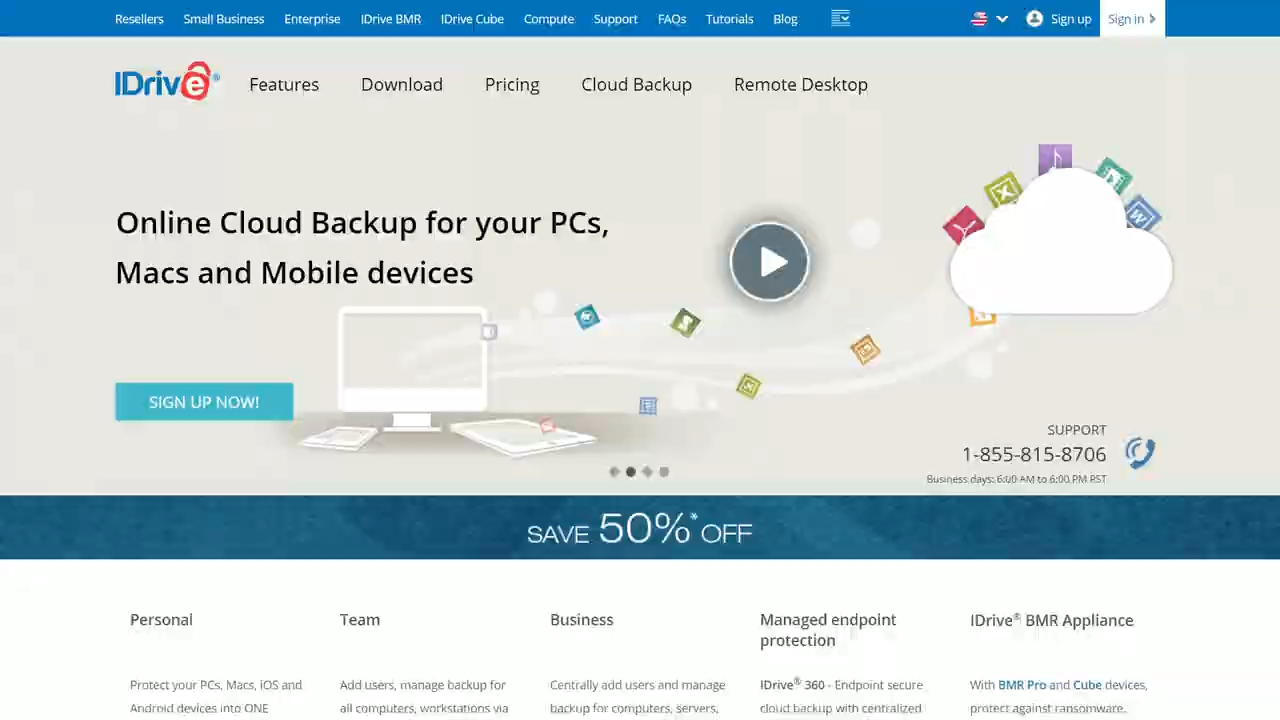 Resellers Small Business Enterprise IDrive BMR IDrive Cube Compute Support FAQs Tutorials Blog Sign up Sign in
IDrive® Features Download Pricing Cloud Backup Remote Desktop
Online Cloud Backup for your PCs,
Macs and Mobile devices
SIGN UP NOW!
SUPPORT
1-855-815-8706
Business days: 6:00 AM to 6:00 PM PST
SAVE 50%* OFF
Personal
Protect your PCs, Macs, iOS and
Android devices into ONE
Team
Add users, manage backup for
all computers, workstations via
Business
Centrally add users and manage
backup for computers, servers,
Managed endpoint
protection
IDrive® 360 - Endpoint secure
cloud backup with centralized
IDrive® BMR Appliance
With BMR Pro and Cube devices,
protect against ransomware.